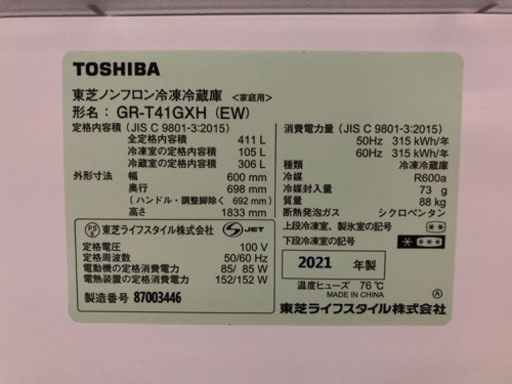 TOSHIBA
東芝ノンフロン冷凍冷蔵庫 <家庭用>
形名: GR-T41GXH (EW)
定格内容積 (JIS C 9801-3:2015)
全定格内容積 411 L
冷凍室の定格内容積 105 L
冷蔵室の定格内容積 306 L
外形寸法 幅 600 mm
奥行 698 mm
(ハンドル・調整脚除く 692 mm)
高さ 1833 mm
PSE 東芝ライフスタイル株式会社 JET
定格電圧 100 V
定格周波数 50/60 Hz
電動機の定格消費電力 85/ 85 W
電熱装置の定格消費電力 152/152 W
製造番号 87003446
消費電力量 (JIS C 9801-3:2015)
50Hz 315 kWh/年
60Hz 315 kWh/年
種類 冷凍冷蔵庫
冷媒 R600a
冷媒封入量 73 g
質量 88 kg
断熱発泡ガス シクロペンタン
上段冷凍室、製氷室の記号
下段冷凍室の記号
2021 年製
温度ヒューズ 76 ℃
MADE IN CHINA Ⓐ
東芝ライフスタイル株式会社